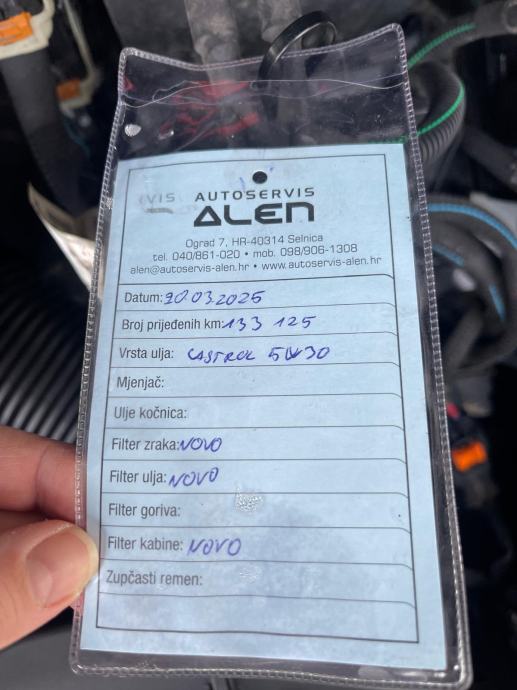 VIS
AUTOSERVIS
ALEN
Ograd 7, HR-40314 Selnica
tel. 040/861-020 • mob. 098/906-1308
alen@autoservis-alen.hr • www.autoservis-alen.hr
Datum: 20.03.2025
Broj prijeđenih km: 133 125
Vrsta ulja: CASTROL 5W30
Mjenjač:
Ulje kočnica:
Filter zraka: NOVO
Filter ulja: NOVO
Filter goriva:
Filter kabine: NOVO
Zupčasti remen: